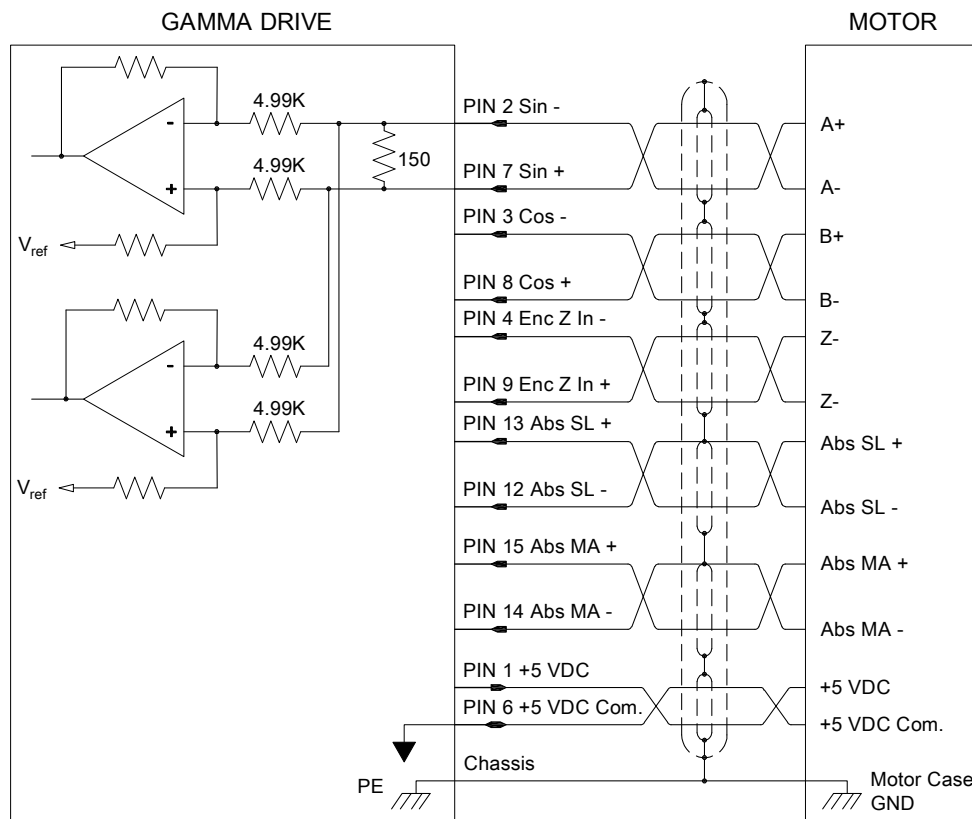 GAMMA DRIVE
MOTOR
4.99K
-
PIN 2 Sin -
A+
150
4.99K
+
PIN 7 Sin +
A-
PIN 3 Cos -
B+
Vref
PIN 8 Cos +
B-
PIN 4 Enc Z In -
Z-
4.99K
-
PIN 9 Enc Z In +
Z-
4.99K
+
PIN 13 Abs SL +
Abs SL +
Vref
PIN 12 Abs SL -
Abs SL -
PIN 15 Abs MA +
Abs MA +
PIN 14 Abs MA -
Abs MA -
PIN 1 +5 VDC
+5 VDC
PIN 6 +5 VDC Com.
+5 VDC Com.
Chassis
PE
Motor Case
GND